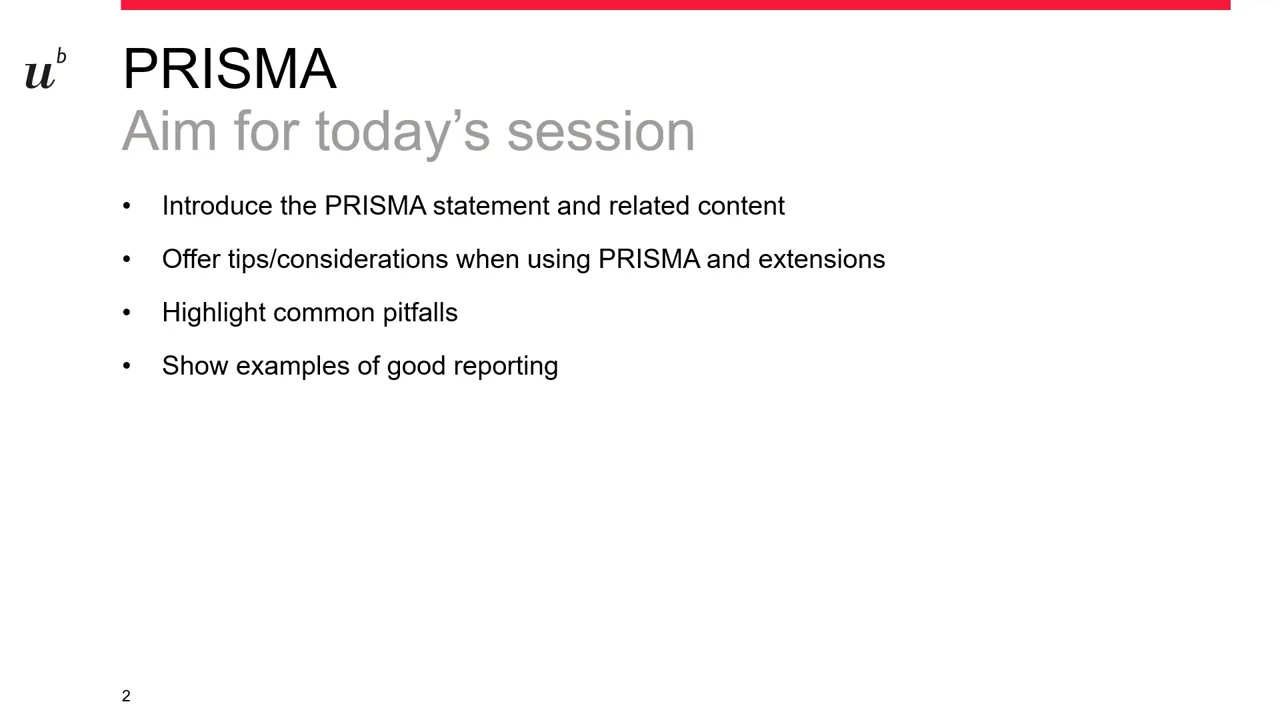 u^b
PRISMA
Aim for today’s session
• Introduce the PRISMA statement and related content
• Offer tips/considerations when using PRISMA and extensions
• Highlight common pitfalls
• Show examples of good reporting
2